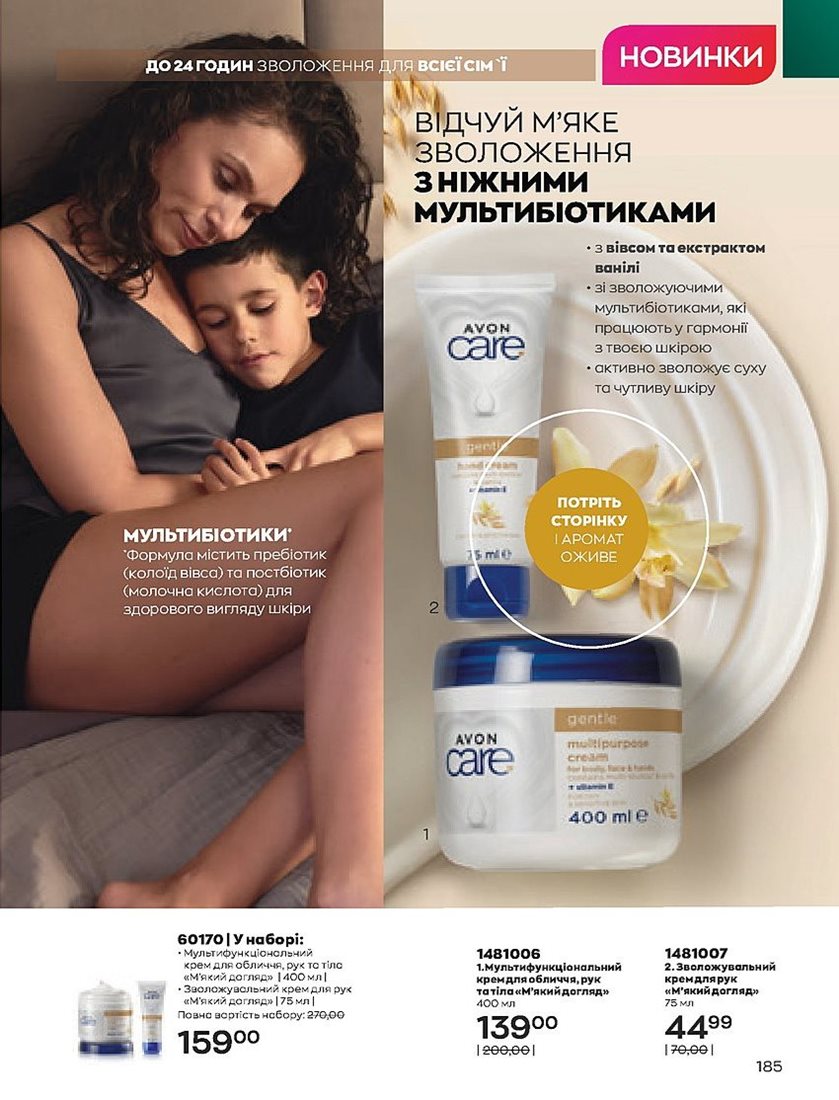 ДО 24 ГОДИН ЗВОЛОЖЕННЯ ДЛЯ ВСІЄЇ СІМ`Ї
НОВИНКИ
ВІДЧУЙ М’ЯКЕ
ЗВОЛОЖЕННЯ
З НІЖНИМИ
МУЛЬТИБІОТИКАМИ
• з вівсом та екстрактом
ванілі
• зі зволожуючими
мультибіотиками, які
працюють у гармонії
з твоєю шкірою
• активно зволожує суху
та чутливу шкіру
AVON
care
gentle
hand cream
vitamin E
75 ml e
2
ПОТРІТЬ
СТОРІНКУ
І АРОМАТ
ОЖИВЕ
МУЛЬТИБІОТИКИ*
*Формула містить пребіотик
(колоїд вівса) та постбіотик
(молочна кислота) для
здорового вигляду шкіри
AVON
care
gentle
multipurpose
cream
for body, face & hands
+ vitamin E
400 ml e
1
60170 | У наборі:
• Мультифункціональний
крем для обличчя, рук та тіла
«М’який догляд» | 400 мл |
• Зволожувальний крем для рук
«М’який догляд» | 75 мл |
Повна вартість набору: 270,00
15900
1481006
1.Мультифункціональний
крем для обличчя, рук
та тіла «М’який догляд»
400 мл
13900
| 200,00 |
1481007
2. Зволожувальний
крем для рук
«М’який догляд»
75 мл
4499
| 70,00 |
185